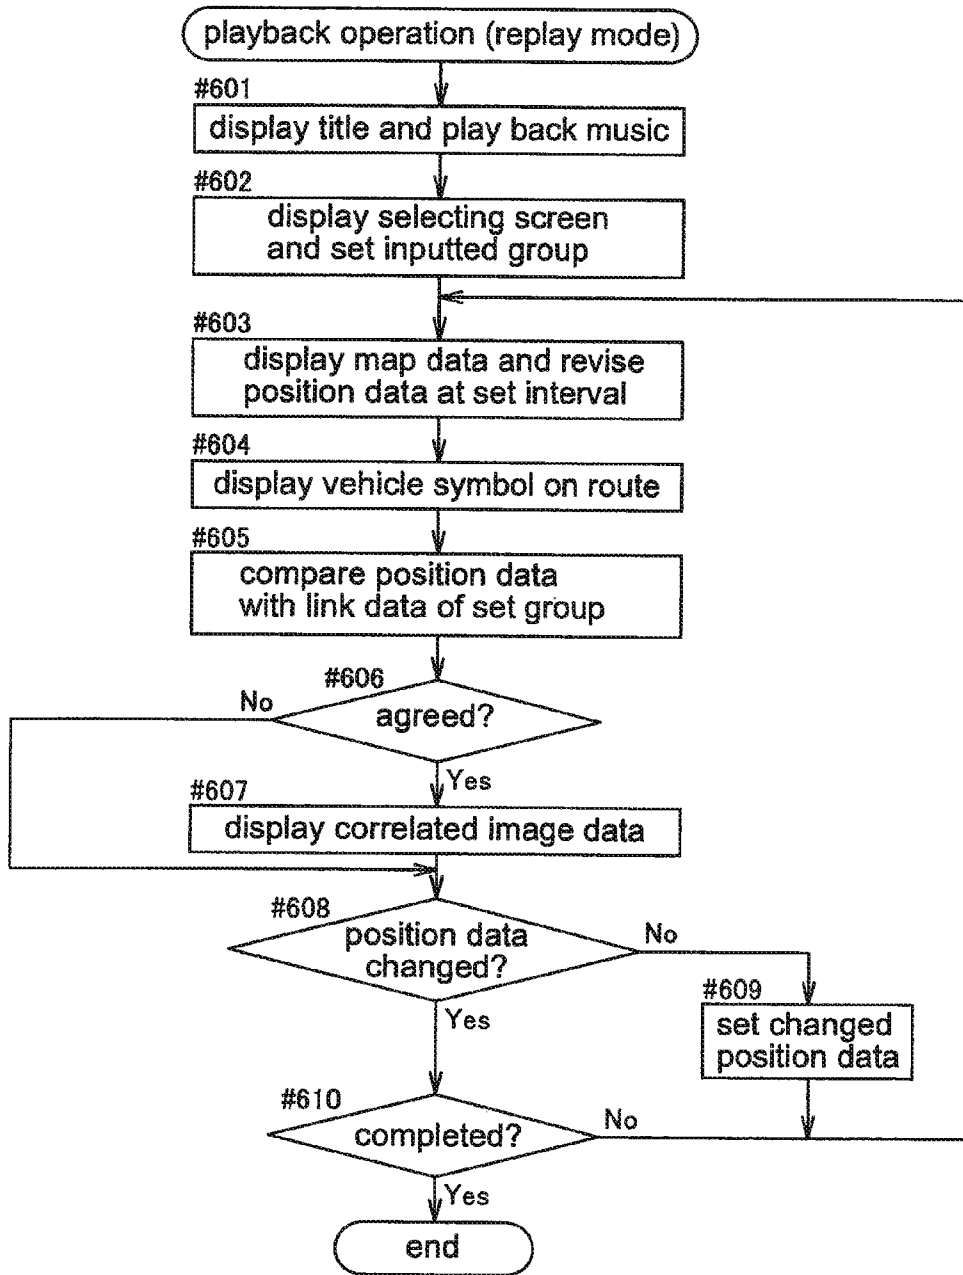 playback operation (replay mode)
#601
display title and play back music
#602
display selecting screen
and set inputted group
#603
display map data and revise
position data at set interval
#604
display vehicle symbol on route
#605
compare position data
with link data of set group
#606
No
agreed?
Yes
#607
display correlated image data
#608
position data
changed?
No
Yes
#609
set changed
position data
#610
completed?
No
Yes
end